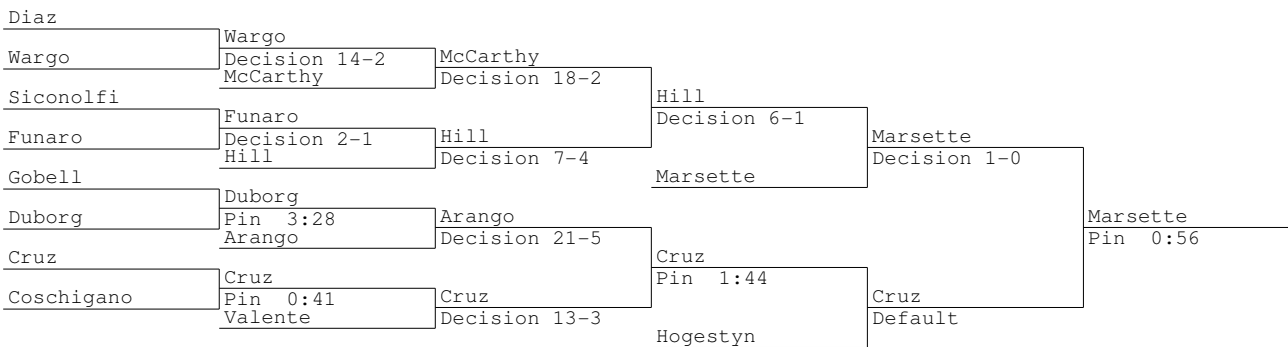 Diaz
Wargo
Wargo
Decision 14-2
McCarthy
McCarthy
Decision 18-2
Siconolfi
Funaro
Funaro
Decision 2-1
Hill
Hill
Decision 7-4
Hill
Decision 6-1
Marsette
Marsette
Decision 1-0
Gobell
Duborg
Duborg
Pin 3:28
Arango
Arango
Decision 21-5
Cruz
Coschigano
Cruz
Pin 0:41
Valente
Cruz
Decision 13-3
Cruz
Pin 1:44
Hogestyn
Cruz
Default
Marsette
Pin 0:56